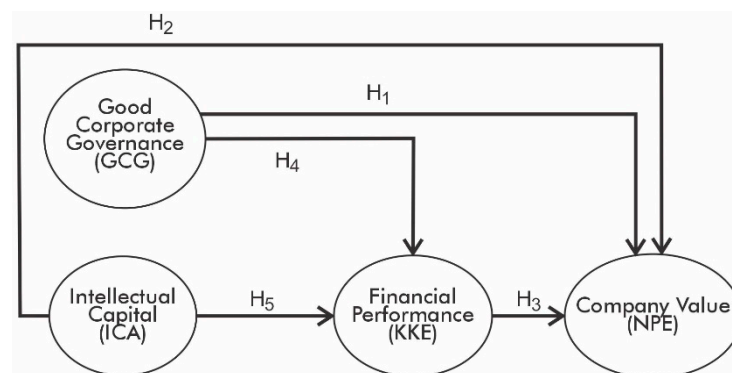 H2
Good
Corporate
Governance
(GCG)
H1
H4
Intellectual
Capital
(ICA)
H5
Financial
Performance
(KKE)
H3
Company Value
(NPE)